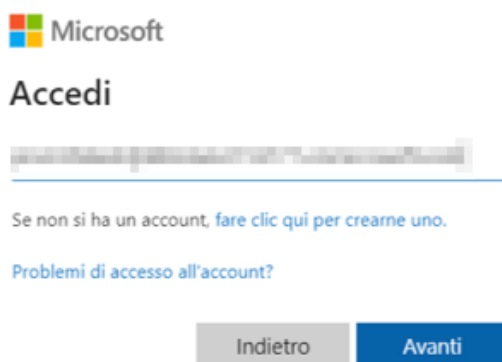 Microsoft
Accedi
Se non si ha un account, fare clic qui per crearne uno.
Problemi di accesso all'account?
Indietro Avanti